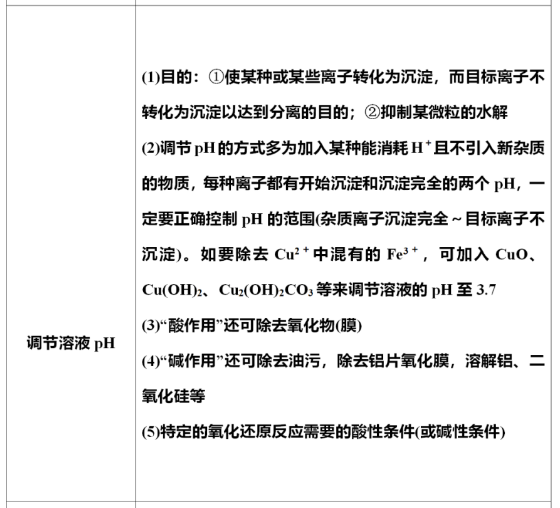 调节溶液 pH
(1)目的：①使某种或某些离子转化为沉淀，而目标离子不
转化为沉淀以达到分离的目的；②抑制某微粒的水解
(2)调节 pH 的方式多为加入某种能消耗 H⁺且不引入新杂质
的物质，每种离子都有开始沉淀和沉淀完全的两个 pH，一
定要正确控制 pH 的范围(杂质离子沉淀完全～目标离子不
沉淀)。如要除去 Cu²⁺中混有的 Fe³⁺，可加入 CuO、
Cu(OH)₂、Cu₂(OH)₂CO₃ 等来调节溶液的 pH 至 3.7
(3)“酸作用”还可除去氧化物(膜)
(4)“碱作用”还可除去油污，除去铝片氧化膜，溶解铝、二
氧化硅等
(5)特定的氧化还原反应需要的酸性条件(或碱性条件)